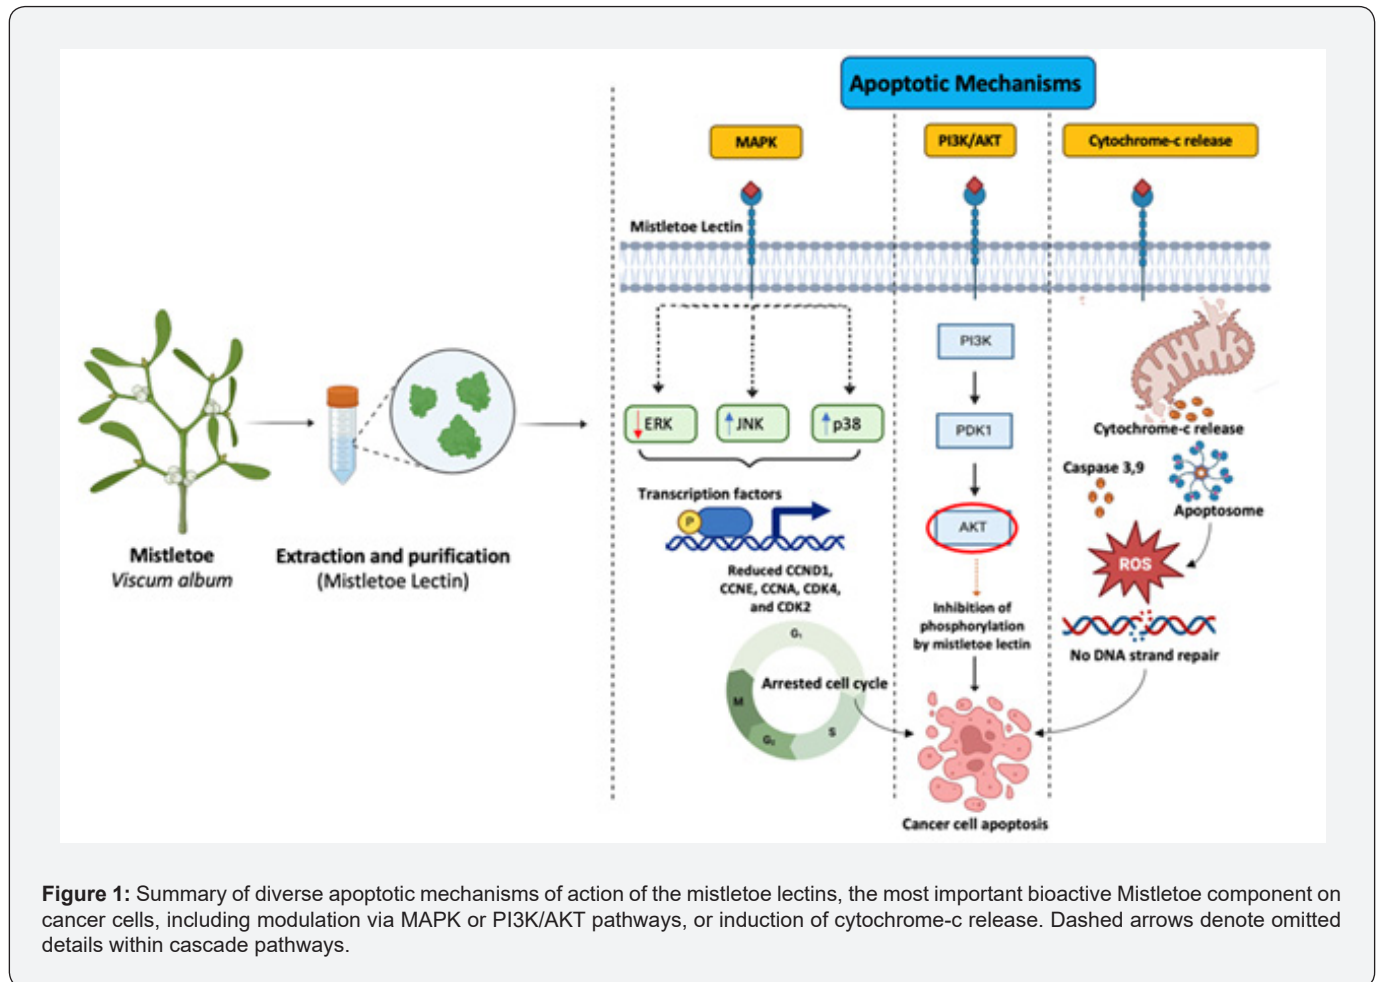 Apoptotic Mechanisms
MAPK
PI3K/AKT
Cytochrome-c release
Mistletoe Lectin
ERK
JNK
p38
Transcription factors
P
Reduced CCND1,
CCNE, CCNA, CDK4,
and CDK2
G₁
Arrested cell cycle
M
G₂
S
PI3K
PDK1
AKT
Inhibition of
phosphorylation
by mistletoe lectin
Cytochrome-c release
Caspase 3,9
Apoptosome
ROS
No DNA strand repair
Cancer cell apoptosis
Mistletoe
Viscum album
Extraction and purification
(Mistletoe Lectin)
Figure 1: Summary of diverse apoptotic mechanisms of action of the mistletoe lectins, the most important bioactive Mistletoe component on
cancer cells, including modulation via MAPK or PI3K/AKT pathways, or induction of cytochrome-c release. Dashed arrows denote omitted
details within cascade pathways.